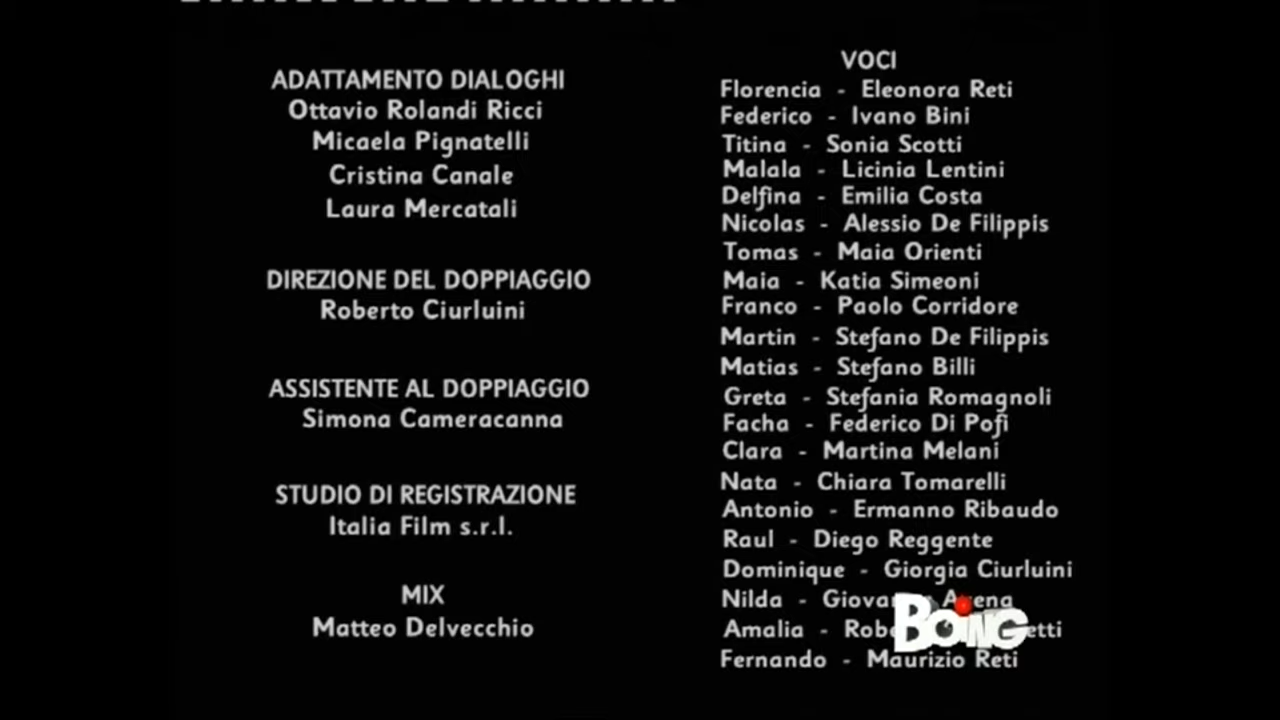 ADATTAMENTO DIALOGHI
Ottavio Rolandi Ricci
Micaela Pignatelli
Cristina Canale
Laura Mercatali
DIREZIONE DEL DOPPIAGGIO
Roberto Ciurluini
ASSISTENTE AL DOPPIAGGIO
Simona Cameracanna
STUDIO DI REGISTRAZIONE
Italia Film s.r.l.
MIX
Matteo Delvecchio
VOCI
Florencia - Eleonora Reti
Federico - Ivano Bini
Titina - Sonia Scotti
Malala - Licinia Lentini
Delfina - Emilia Costa
Nicolas - Alessio De Filippis
Tomas - Maia Orienti
Maia - Katia Simeoni
Franco - Paolo Corridore
Martin - Stefano De Filippis
Matias - Stefano Billi
Greta - Stefania Romagnoli
Facha - Federico Di Pofi
Clara - Martina Melani
Nata - Chiara Tomarelli
Antonio - Ermanno Ribaudo
Raul - Diego Reggente
Dominique - Giorgia Ciurluini
Nilda -
Amalia -
Fernando - Maurizio Reti
BOING